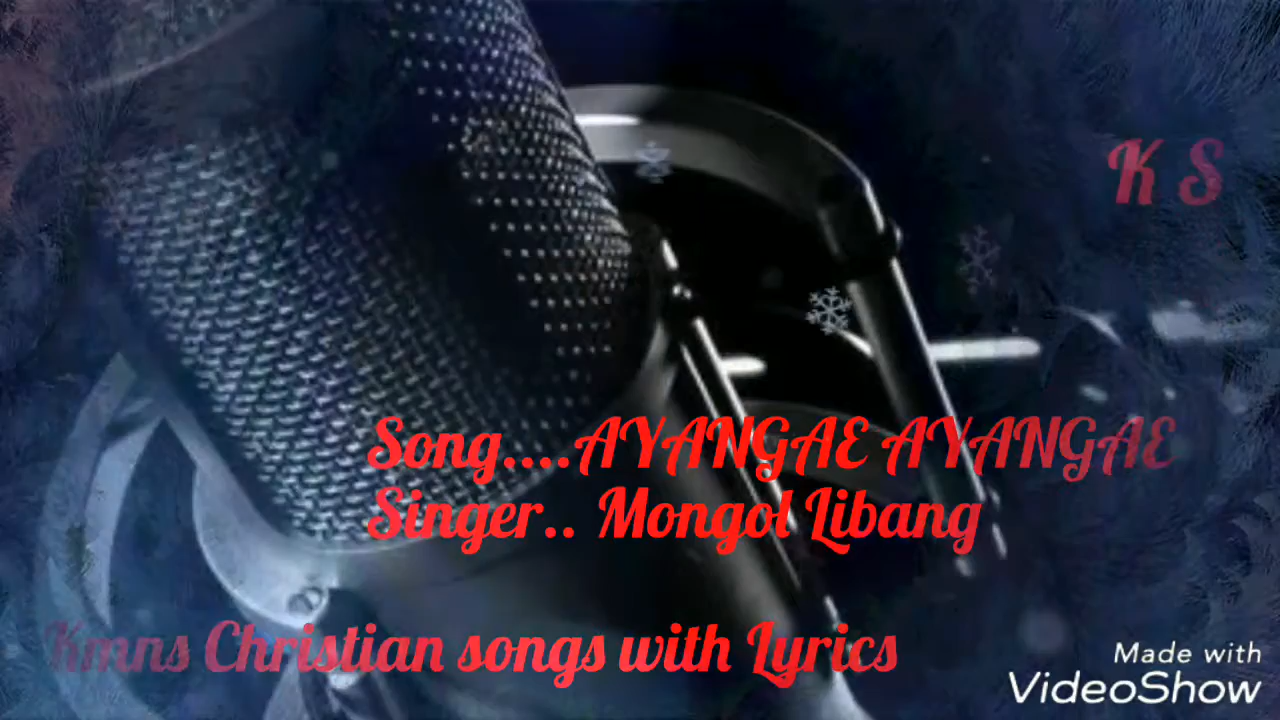 K S
Song....AYANGAE AYANGAE
Singer.. Mongol Libang
Kmns Christian songs with Lyrics
Made with
VideoShow